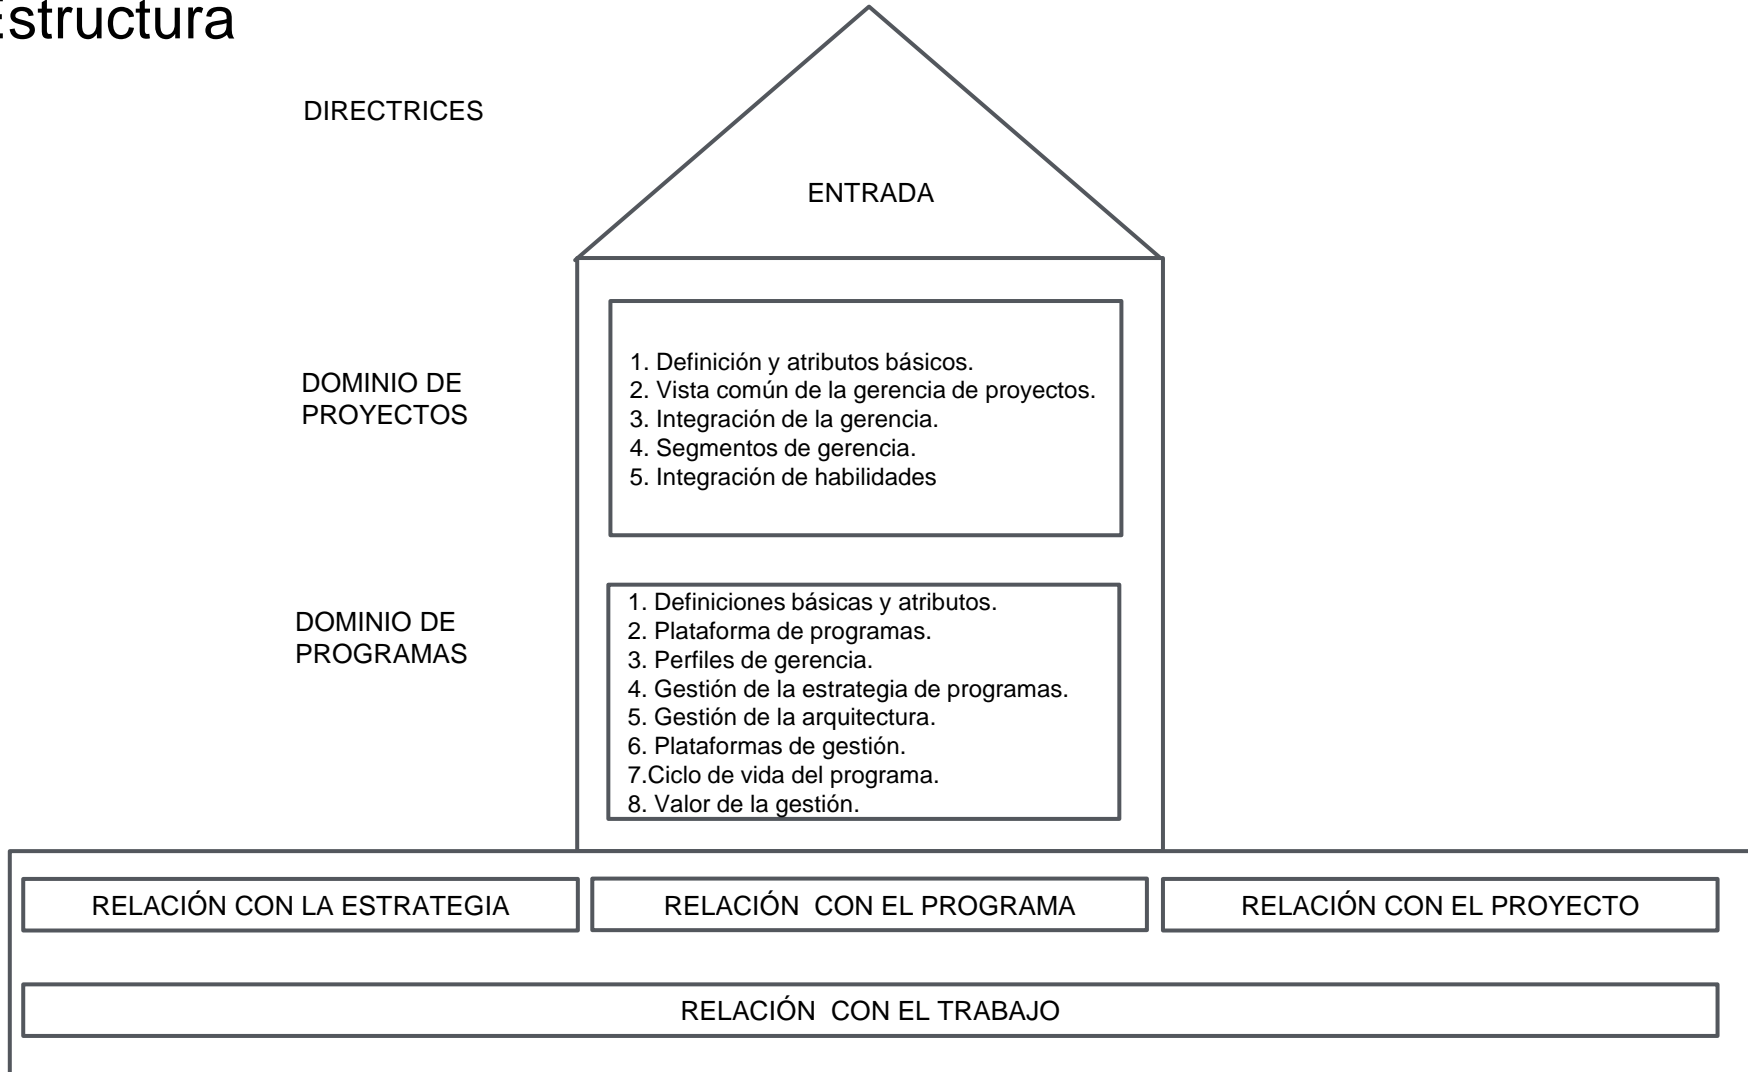 Estructura
DIRECTRICES
ENTRADA
DOMINIO DE
PROYECTOS
1. Definición y atributos básicos.
2. Vista común de la gerencia de proyectos.
3. Integración de la gerencia.
4. Segmentos de gerencia.
5. Integración de habilidades
DOMINIO DE
PROGRAMAS
1. Definiciones básicas y atributos.
2. Plataforma de programas.
3. Perfiles de gerencia.
4. Gestión de la estrategia de programas.
5. Gestión de la arquitectura.
6. Plataformas de gestión.
7.Ciclo de vida del programa.
8. Valor de la gestión.
RELACIÓN CON LA ESTRATEGIA
RELACIÓN  CON EL PROGRAMA
RELACIÓN CON EL PROYECTO
RELACIÓN  CON EL TRABAJO